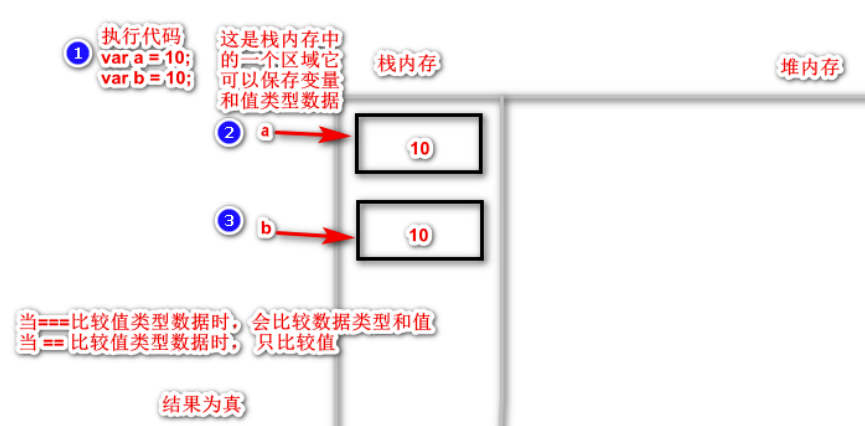 1
执行代码
var a = 10;
var b = 10;
这是栈内存中
的一个区域它
可以保存变量
和值类型数据
栈内存
堆内存
2
a
10
3
b
10
当===比较值类型数据时，会比较数据类型和值
当 == 比较值类型数据时， 只比较值
结果为真